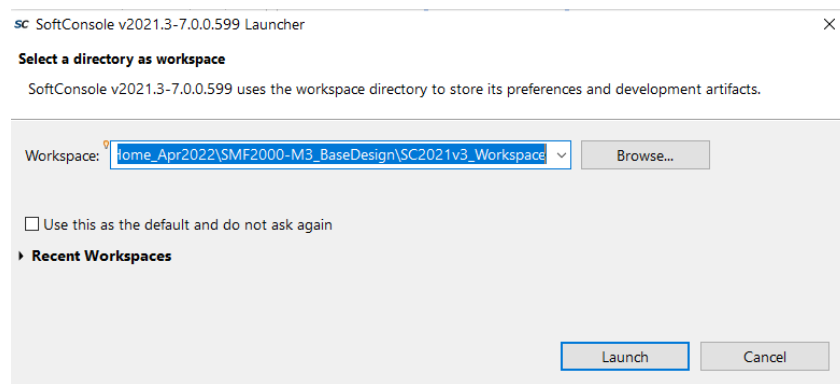 SC SoftConsole v2021.3-7.0.0.599 Launcher
Select a directory as workspace
SoftConsole v2021.3-7.0.0.599 uses the workspace directory to store its preferences and development artifacts.
Workspace: Home_Apr2022\SMF2000-M3_BaseDesign\SC2021v3_Workspace Browse...
Use this as the default and do not ask again
Recent Workspaces
Launch Cancel